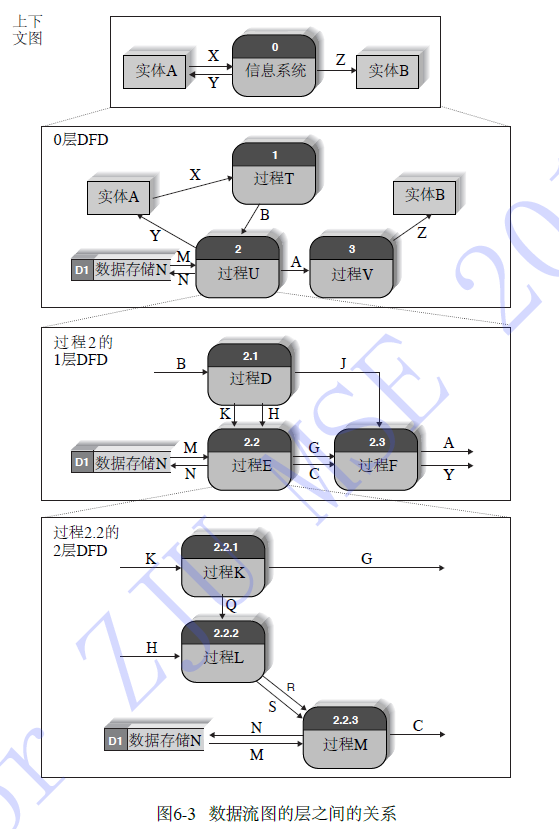 上下
文图
0
信息系统
实体A
X
Y
Z
实体B
0层DFD
1
过程T
实体A
X
B
Y
实体B
Z
2
过程U
3
过程V
A
D1 数据存储N
M
N
过程2的
1层DFD
2.1
过程D
B
J
K
H
2.2
过程E
2.3
过程F
D1 数据存储N
M
N
G
C
A
Y
过程2.2的
2层DFD
2.2.1
过程K
K
G
Q
2.2.2
过程L
H
R
S
2.2.3
过程M
D1 数据存储N
N
M
C
图6-3 数据流图的层之间的关系
or ZJU MSE 201